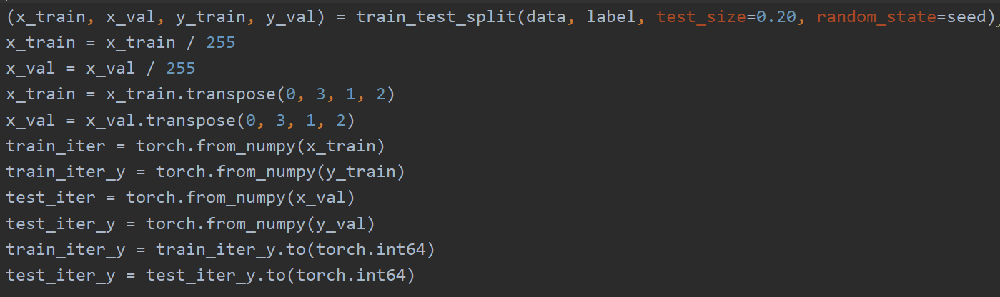 (x_train, x_val, y_train, y_val) = train_test_split(data, label, test_size=0.20, random_state=seed)
x_train = x_train / 255
x_val = x_val / 255
x_train = x_train.transpose(0, 3, 1, 2)
x_val = x_val.transpose(0, 3, 1, 2)
train_iter = torch.from_numpy(x_train)
train_iter_y = torch.from_numpy(y_train)
test_iter = torch.from_numpy(x_val)
test_iter_y = torch.from_numpy(y_val)
train_iter_y = train_iter_y.to(torch.int64)
test_iter_y = test_iter_y.to(torch.int64)